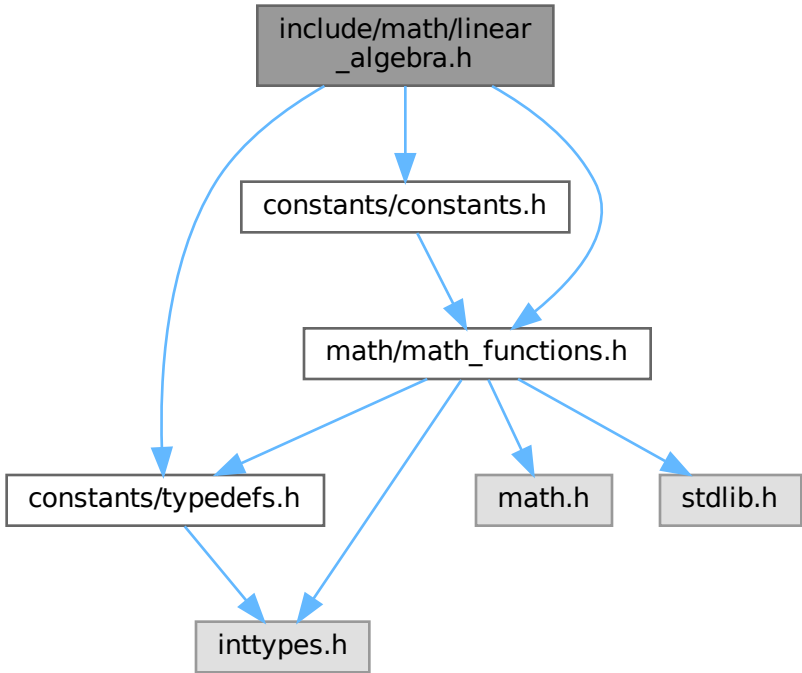 include/math/linear
_algebra.h
constants/constants.h
math/math_functions.h
constants/typedefs.h
math.h
stdlib.h
inttypes.h